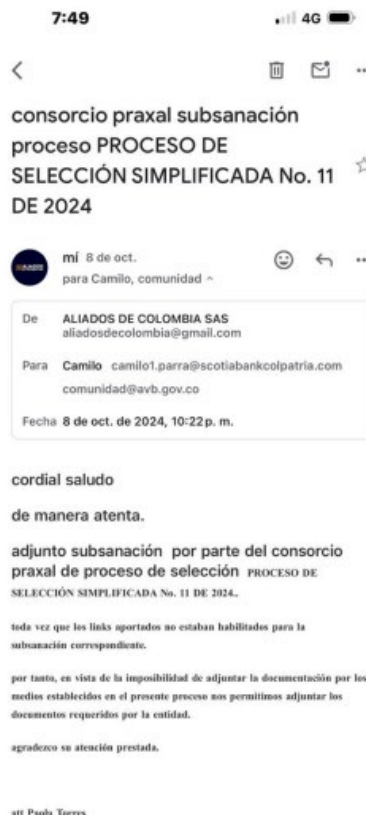 7:49
4G
consorcio praxal subsanación
proceso PROCESO DE
SELECCIÓN SIMPLIFICADA No. 11
DE 2024
mí 8 de oct.
para Camilo, comunidad
De ALIADOS DE COLOMBIA SAS
aliadosdecolombia@gmail.com
Para Camilo camilo1.parra@scotiabankcolpatria.com
comunidad@avb.gov.co
Fecha 8 de oct. de 2024, 10:22 p. m.
cordial saludo
de manera atenta.
adjunto subsanación por parte del consorcio
praxal de proceso de selección PROCESO DE
SELECCIÓN SIMPLIFICADA No. 11 DE 2024..
toda vez que los links aportados no estaban habilitados para la
subsanación correspondiente.
por tanto, en vista de la imposibilidad de adjuntar la documentación por los
medios establecidos en el presente proceso nos permitimos adjuntar los
documentos requeridos por la entidad.
agradezco su atención prestada.
att Paola Torres